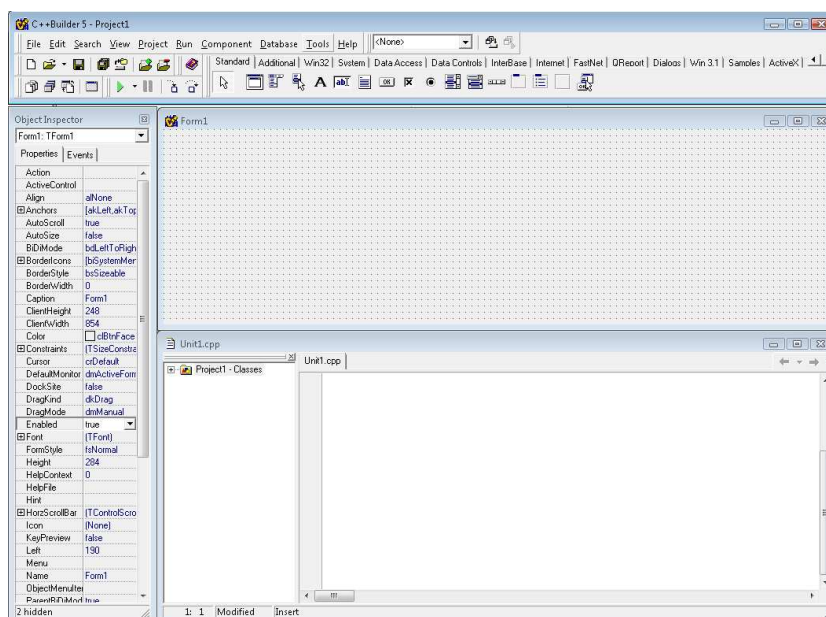 C++Builder 5 - Project1
File Edit Search View Project Run Component Database Tools Help <None>
Standard Additional Win32 System Data Access Data Controls InterBase Internet FastNet QReport Dialogs Win 3.1 Samples ActiveX
Object Inspector
Form1: TForm1
Properties Events
Action
ActiveControl
Align alNone
Anchors [akLeft,akTop
AutoScroll true
AutoSize false
BiDiMode bdLeftToRigh
BorderIcons [biSystemMer
BorderStyle bsSizeable
BorderWidth 0
Caption Form1
ClientHeight 248
ClientWidth 854
Color clBtnFace
Constraints (TSizeConstra
Cursor crDefault
DefaultMonitor dmActiveForm
DockSite false
DragKind dkDrag
DragMode dmManual
Enabled true
Font (TFont)
FormStyle fsNormal
Height 284
HelpContext 0
HelpFile
Hint
HorzScrollBar (TControlScro
Icon (None)
KeyPreview false
Left 190
Menu
Name Form1
ObjectMenuItei
ParentBiDiMod true
2 hidden
Form1
Unit1.cpp
Project1 - Classes
Unit1.cpp
1: 1 Modified Insert